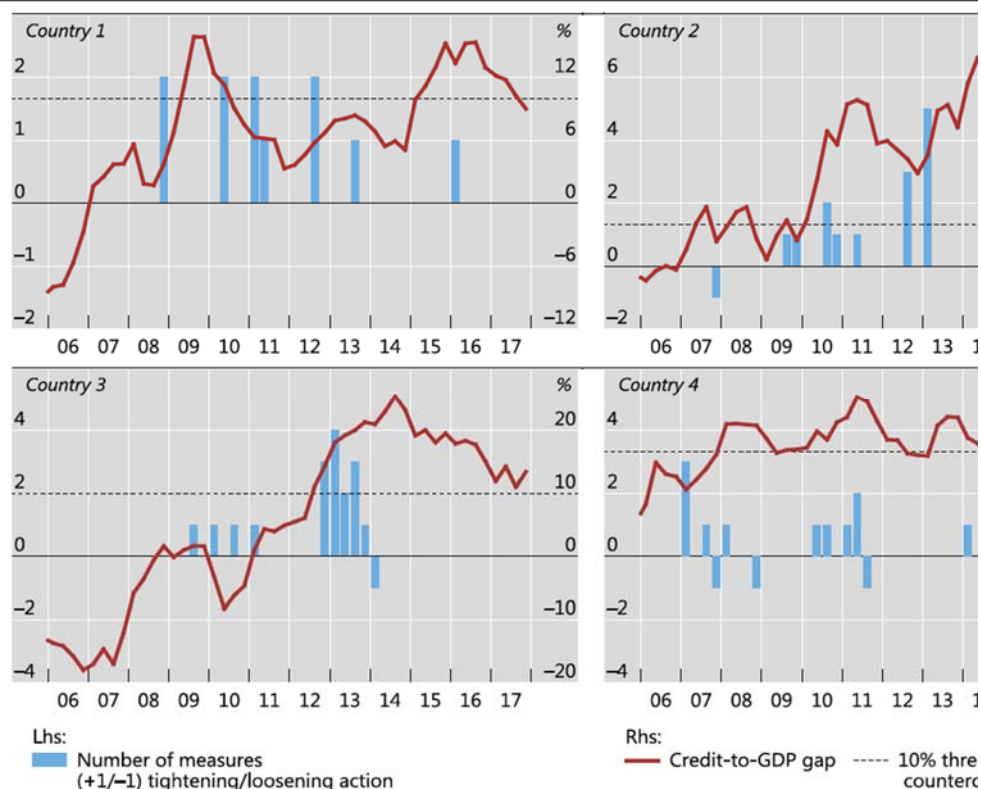 Country 1 %
2 12
1 6
0 0
–1 –6
–2 –12
06 07 08 09 10 11 12 13 14 15 16 17
Country 2
6
4
2
0
–2
06 07 08 09 10 11 12 13
Country 3 %
4 20
2 10
0 0
–2 –10
–4 –20
06 07 08 09 10 11 12 13 14 15 16 17
Country 4
4
2
0
–2
–4
06 07 08 09 10 11 12 13
Lhs:
Number of measures
(+1/–1) tightening/loosening action
Rhs:
Credit-to-GDP gap
10%